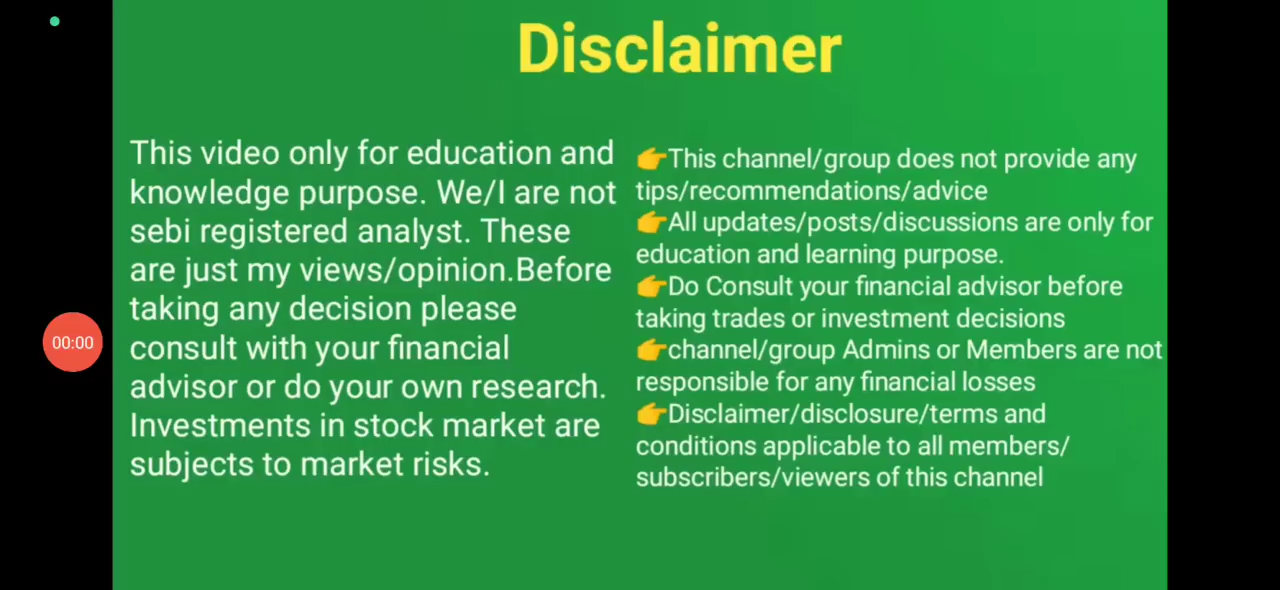 Disclaimer
This video only for education and
knowledge purpose. We/I are not
sebi registered analyst. These
are just my views/opinion.Before
taking any decision please
consult with your financial
advisor or do your own research.
Investments in stock market are
subjects to market risks.
👉This channel/group does not provide any
tips/recommendations/advice
👉All updates/posts/discussions are only for
education and learning purpose.
👉Do Consult your financial advisor before
taking trades or investment decisions
👉channel/group Admins or Members are not
responsible for any financial losses
👉Disclaimer/disclosure/terms and
conditions applicable to all members/
subscribers/viewers of this channel
00:00